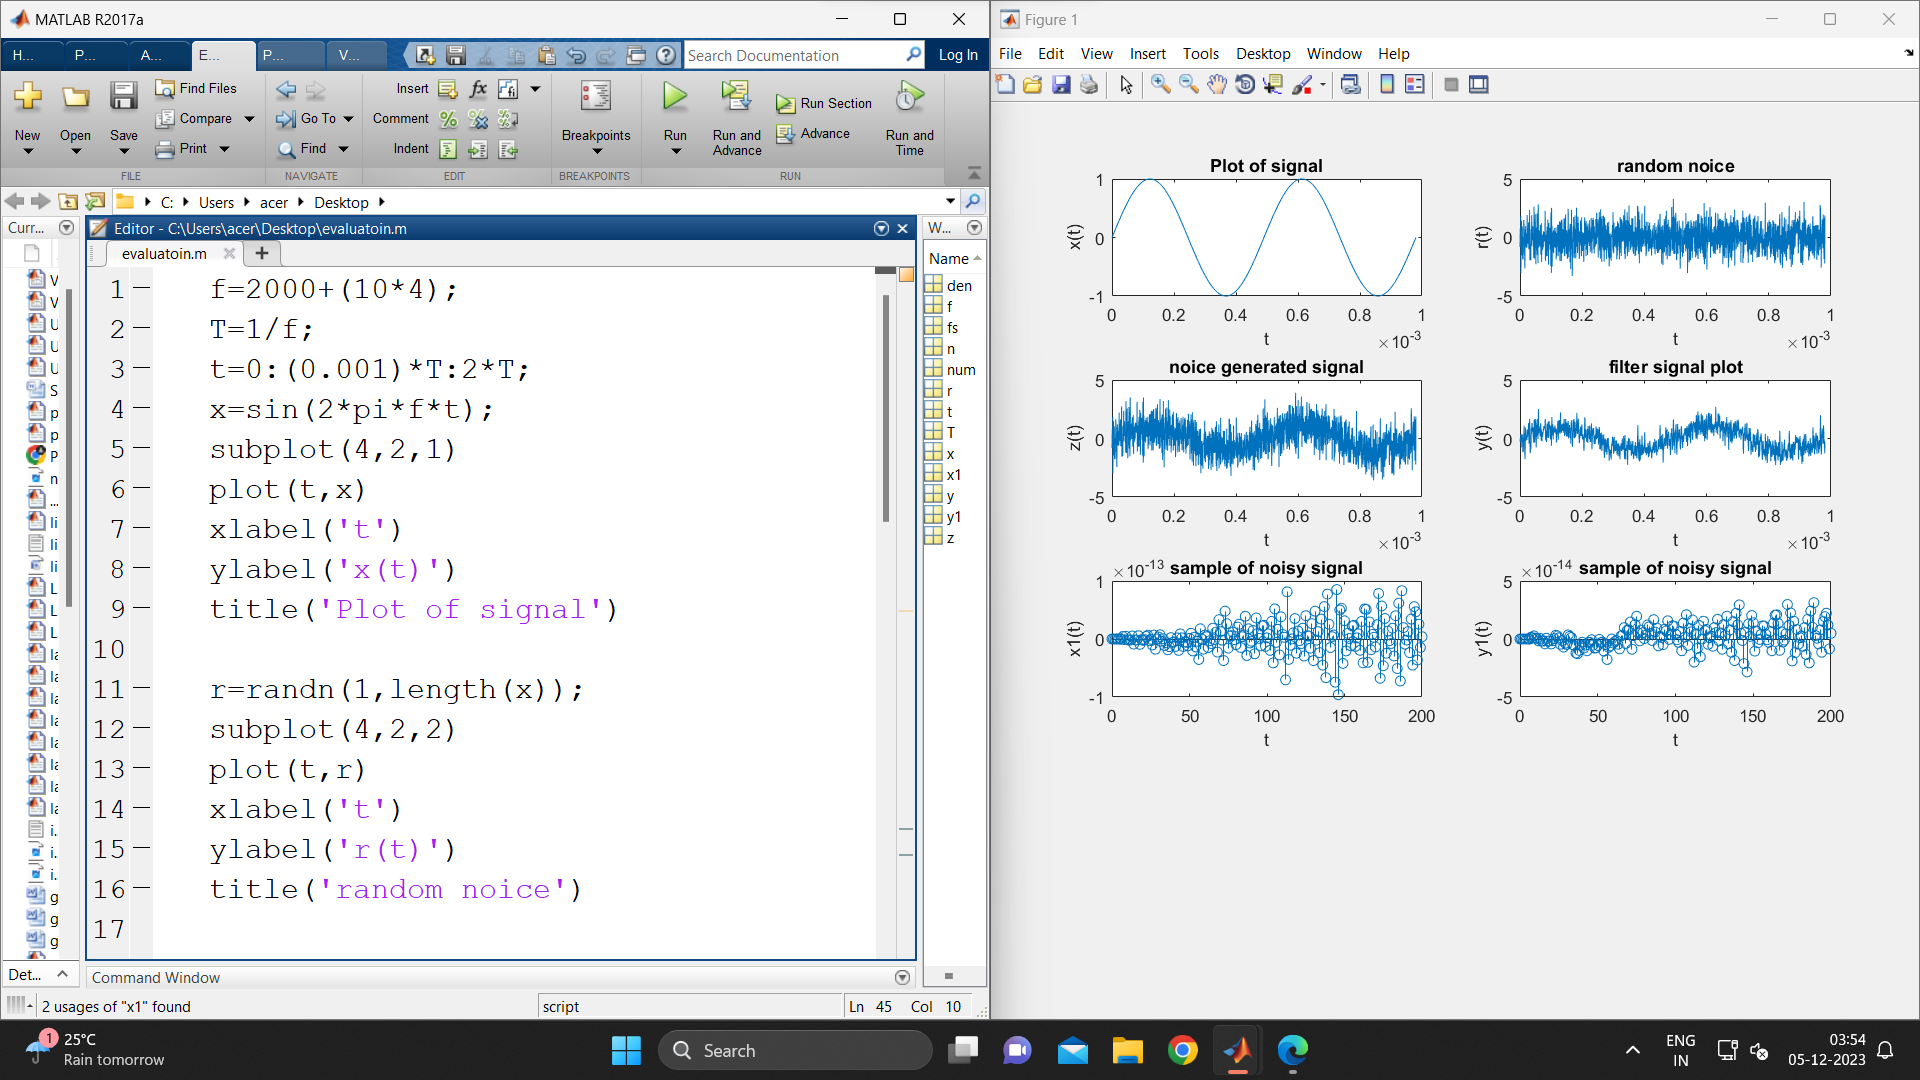 MATLAB R2017a
H... P... A... E... P... V...
Search Documentation
Log In
New
Open
Save
Find Files
Compare
Print
FILE
Go To
Find
NAVIGATE
Insert
Comment
Indent
EDIT
Breakpoints
BREAKPOINTS
Run
Run and Advance
Run Section
Advance
Run and Time
RUN
C: Users acer Desktop
Curr...
Editor - C:\Users\acer\Desktop\evaluatoin.m
evaluatoin.m
1 f=2000+(10*4);
2 T=1/f;
3 t=0:(0.001)*T:2*T;
4 x=sin(2*pi*f*t);
5 subplot(4,2,1)
6 plot(t,x)
7 xlabel('t')
8 ylabel('x(t)')
9 title('Plot of signal')
10
11 r=randn(1,length(x));
12 subplot(4,2,2)
13 plot(t,r)
14 xlabel('t')
15 ylabel('r(t)')
16 title('random noice')
17
W...
Name
den
f
fs
n
num
r
t
T
x
x1
y
y1
z
Det...
Command Window
2 usages of "x1" found
script
Ln 45 Col 10
Figure 1
File Edit View Insert Tools Desktop Window Help
Plot of signal
x(t)
1
0
-1
0 0.2 0.4 0.6 0.8 1
t
×10-3
random noice
r(t)
5
0
-5
0 0.2 0.4 0.6 0.8 1
t
×10-3
noice generated signal
z(t)
5
0
-5
0 0.2 0.4 0.6 0.8 1
t
×10-3
filter signal plot
y(t)
5
0
-5
0 0.2 0.4 0.6 0.8 1
t
×10-3
×10-13 sample of noisy signal
x1(t)
1
0
-1
0 50 100 150 200
t
×10-14 sample of noisy signal
y1(t)
5
0
-5
0 50 100 150 200
t
1
25°C
Rain tomorrow
Search
ENG
IN
03:54
05-12-2023